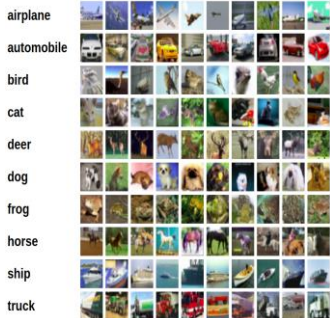 airplane
automobile
bird
cat
deer
dog
frog
horse
ship
truck